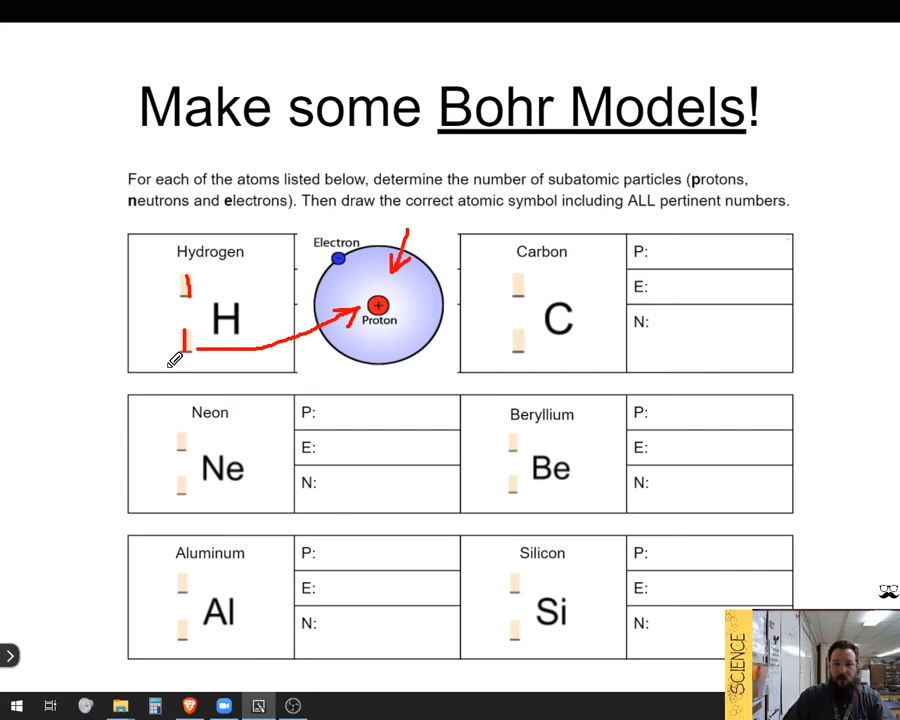 Make some Bohr Models!
For each of the atoms listed below, determine the number of subatomic particles (protons,
neutrons and electrons). Then draw the correct atomic symbol including ALL pertinent numbers.
Hydrogen
1
H
1
Electron
+
Proton
Carbon
C
P:
E:
N:
Neon
Ne
P:
E:
N:
Beryllium
Be
P:
E:
N:
Aluminum
Al
P:
E:
N:
Silicon
Si
P:
E:
N:
SCIENCE